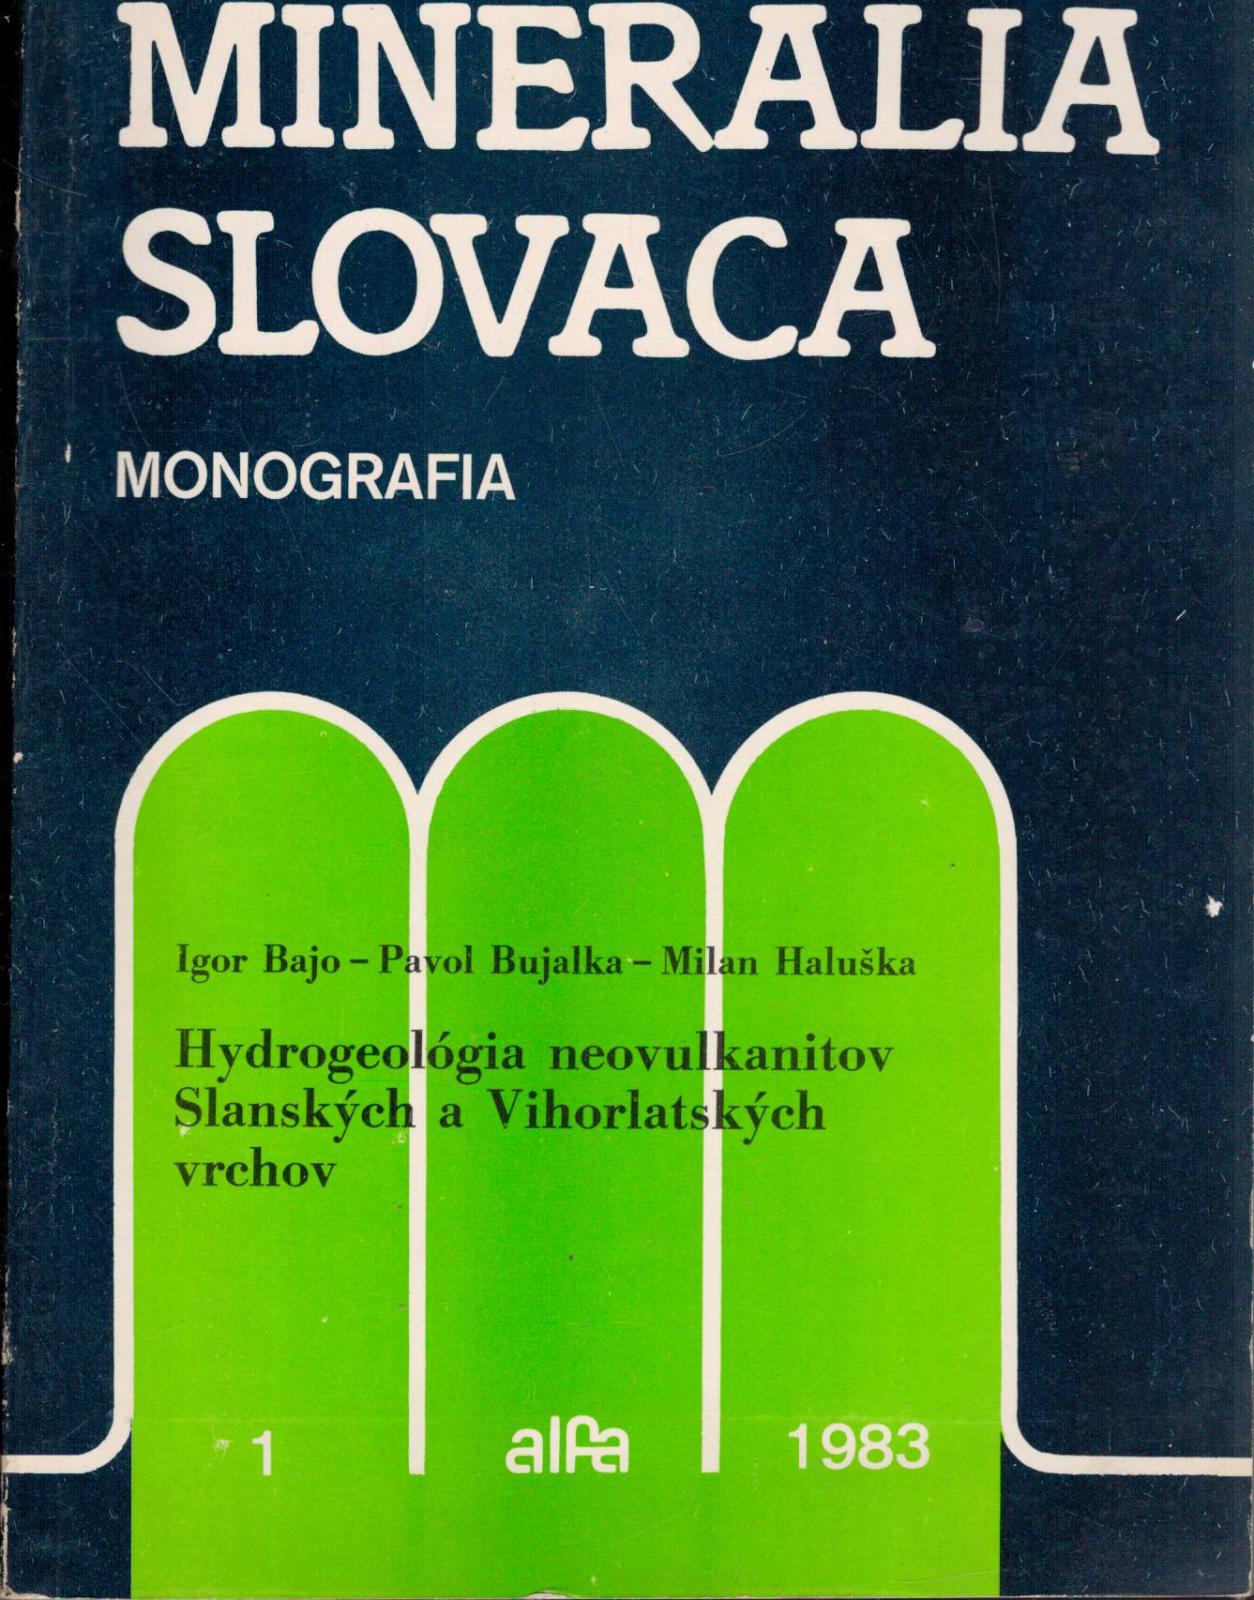 MINERALIA
SLOVACA
MONOGRAFIA
Igor Bajo – Pavol Bujalka – Milan Haluška
Hydrogeológia neovulkanitov
Slanských a Vihorlatských
vrchov
1 alfa 1983